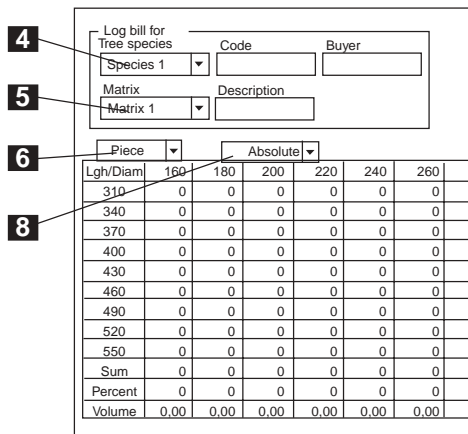 Log bill for
Tree species Code Buyer
4 Species 1
Matrix Description
5 Matrix 1
6 Piece Absolute
8
Lgh/Diam 160 180 200 220 240 260
310 0 0 0 0 0 0
340 0 0 0 0 0 0
370 0 0 0 0 0 0
400 0 0 0 0 0 0
430 0 0 0 0 0 0
460 0 0 0 0 0 0
490 0 0 0 0 0 0
520 0 0 0 0 0 0
550 0 0 0 0 0 0
Sum 0 0 0 0 0 0
Percent 0 0 0 0 0 0
Volume 0,00 0,00 0,00 0,00 0,00 0,00